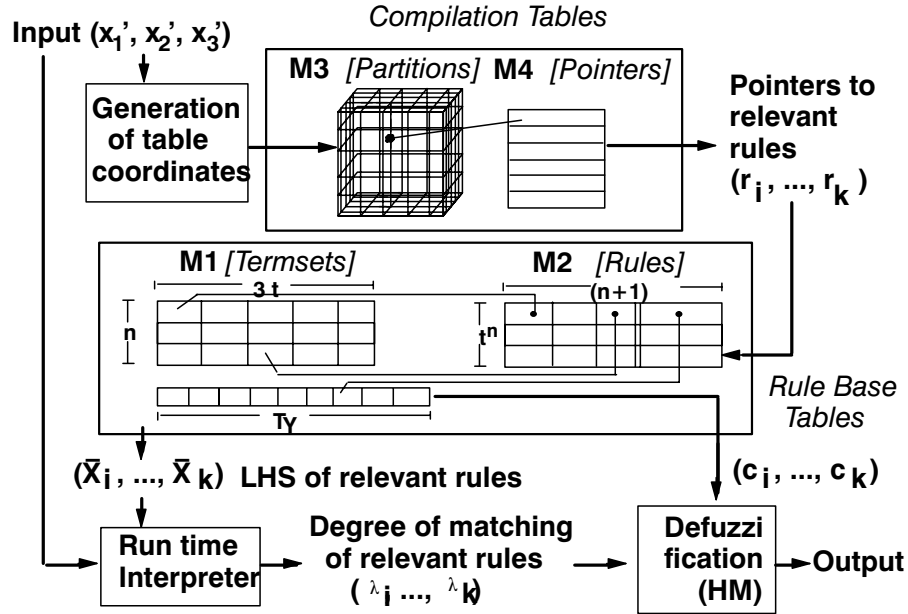 Compilation Tables
Input (x1', x2', x3')
M3 [Partitions] M4 [Pointers]
Generation
of table
coordinates
Pointers to
relevant
rules
(ri , ..., rk )
M1 [Termsets]
M2 [Rules]
3 t
(n+1)
n
t^n
TY
Rule Base
Tables
(X̄i , ..., X̄k) LHS of relevant rules
(ci , ..., ck)
Run time
Interpreter
Degree of matching
of relevant rules
( λi, ..., λk)
Defuzzi
fication
(HM)
Output